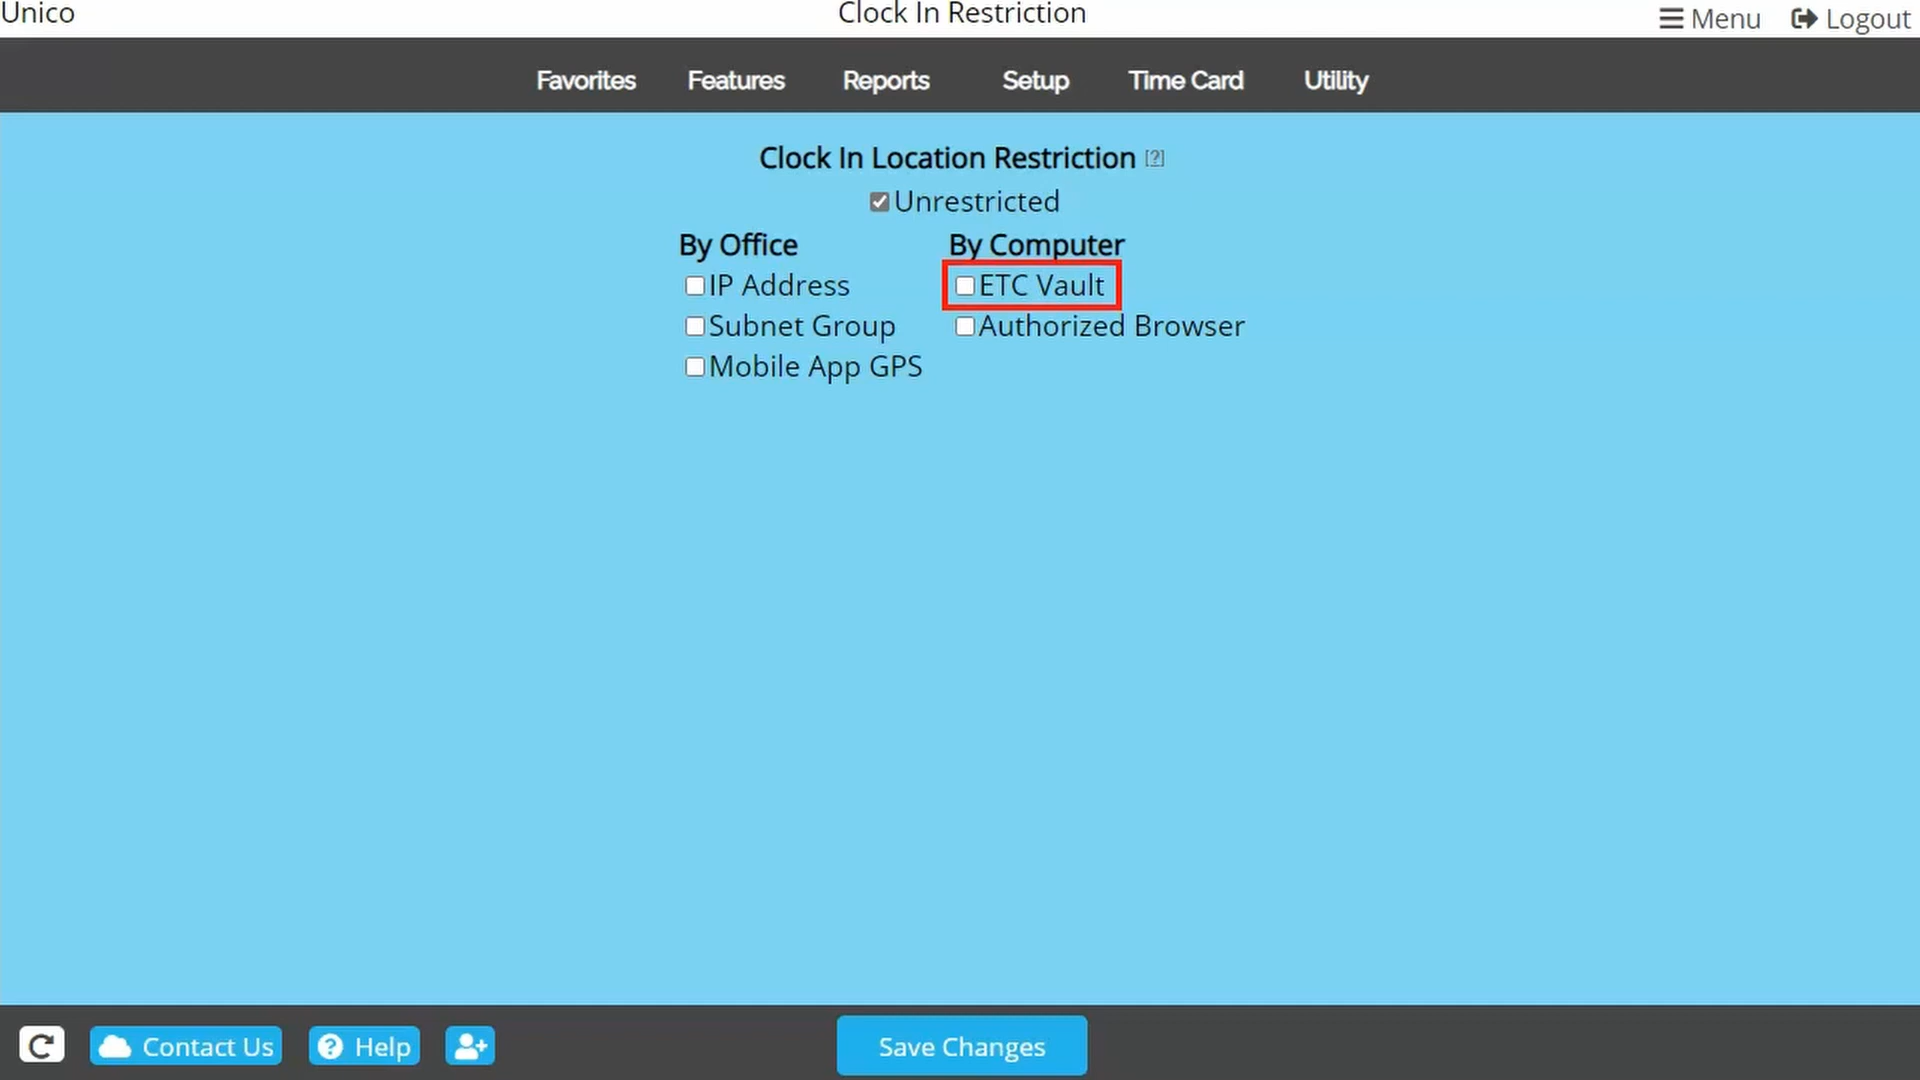 Unico
Clock In Restriction
Menu
Logout
Favorites
Features
Reports
Setup
Time Card
Utility
Clock In Location Restriction [?]
Unrestricted
By Office
By Computer
IP Address
ETC Vault
Subnet Group
Authorized Browser
Mobile App GPS
Contact Us
Help
Save Changes